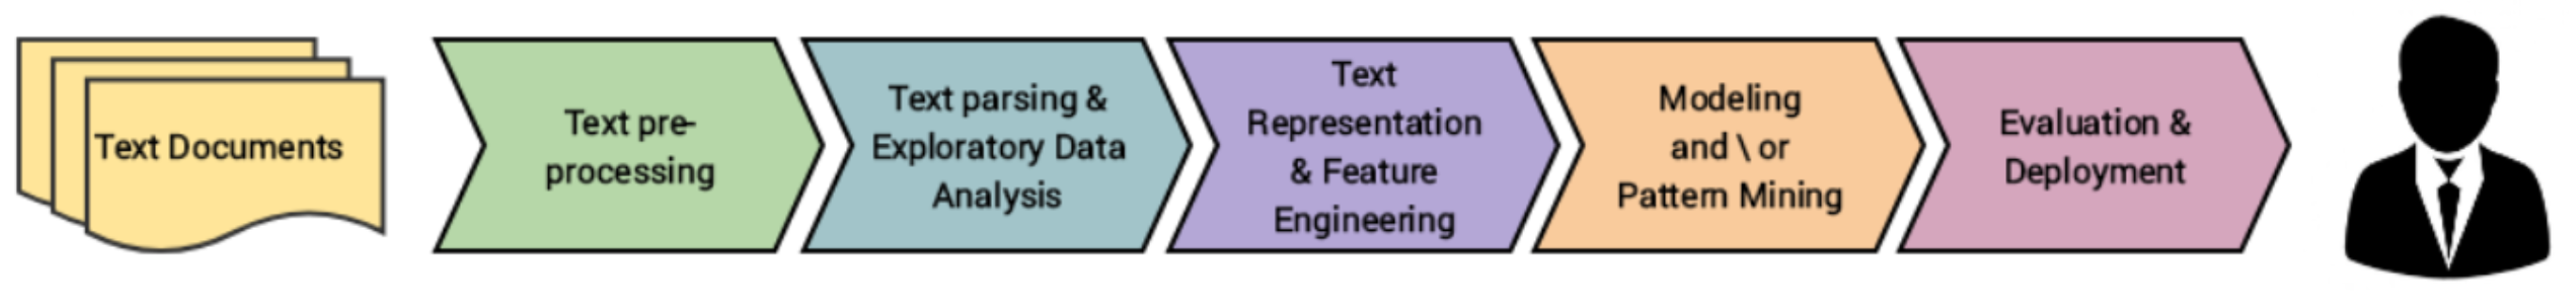 Text Documents
Text pre-
processing
Text parsing &
Exploratory Data
Analysis
Text
Representation
& Feature
Engineering
Modeling
and \ or
Pattern Mining
Evaluation &
Deployment